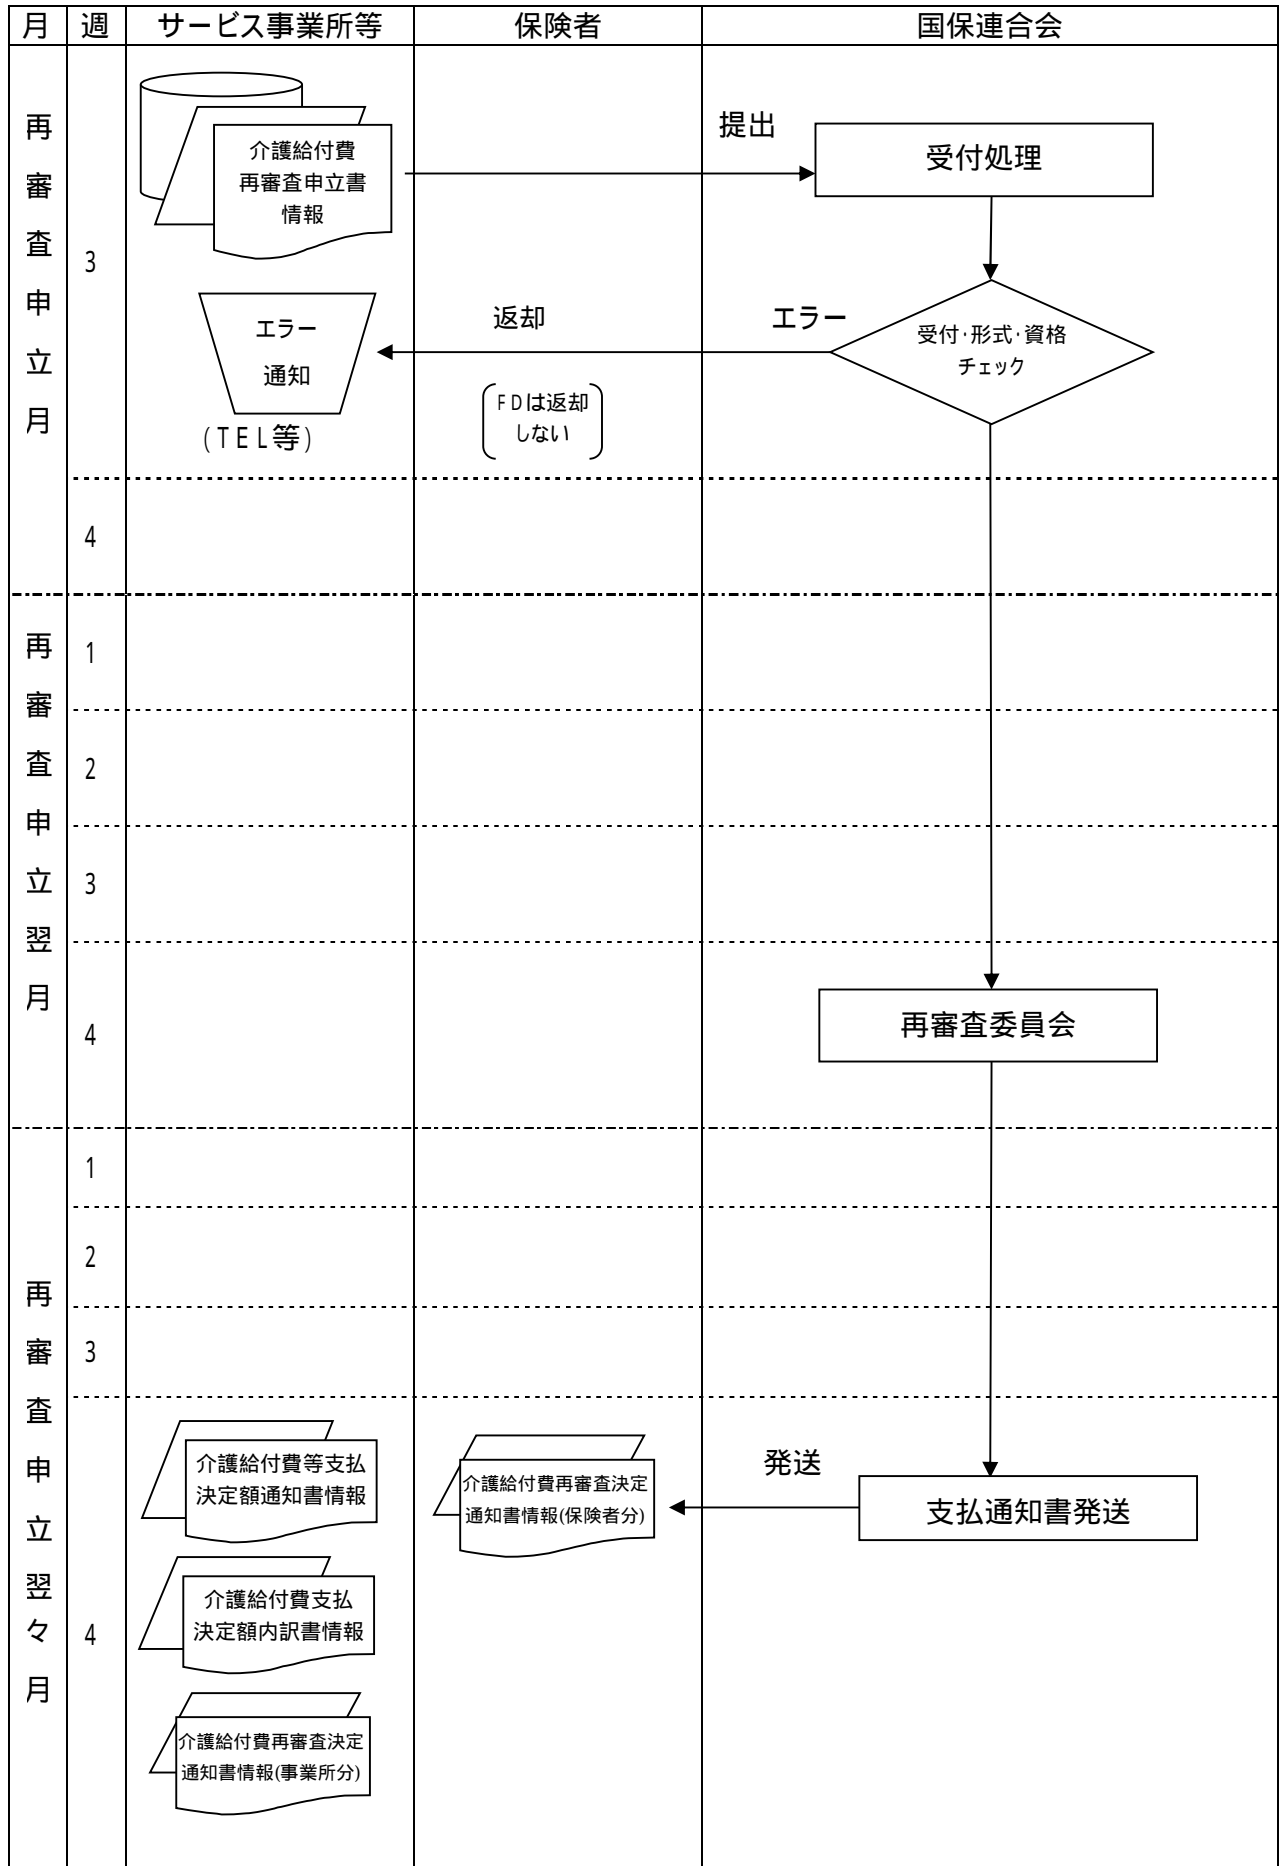 月 週 サービス事業所等 保険者 国保連合会
再審査申立月
3
介護給付費
再審査申立書
情報
提出
受付処理
エラー
通知
(TEL等)
返却
FDは返却
しない
エラー
受付・形式・資格
チェック
4
再審査申立翌月
1
2
3
4
再審査委員会
再審査申立翌々月
1
2
3
4
介護給付費等支払
決定額通知書情報
介護給付費再審査決定
通知書情報(保険者分)
発送
支払通知書発送
介護給付費支払
決定額内訳書情報
介護給付費再審査決定
通知書情報(事業所分)